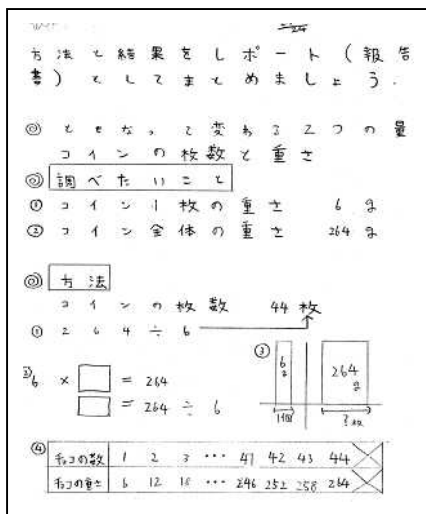 24
方法と結果をレポート（報告
書）としてまとめましょう.
◎ ともなって変わる2つの量
コインの枚数と重さ
◎ 調べたいこと
① コイン1枚の重さ 6g
② コイン全体の重さ 264g
◎ 方法
コインの枚数 44枚
① 264÷6
② 6 × □ = 264
□ = 264 ÷ 6
③ 6g 264g
1個 ?枚
④ チョコの数 1 2 3 … 41 42 43 44
チョコの重さ 6 12 18 … 246 252 258 264